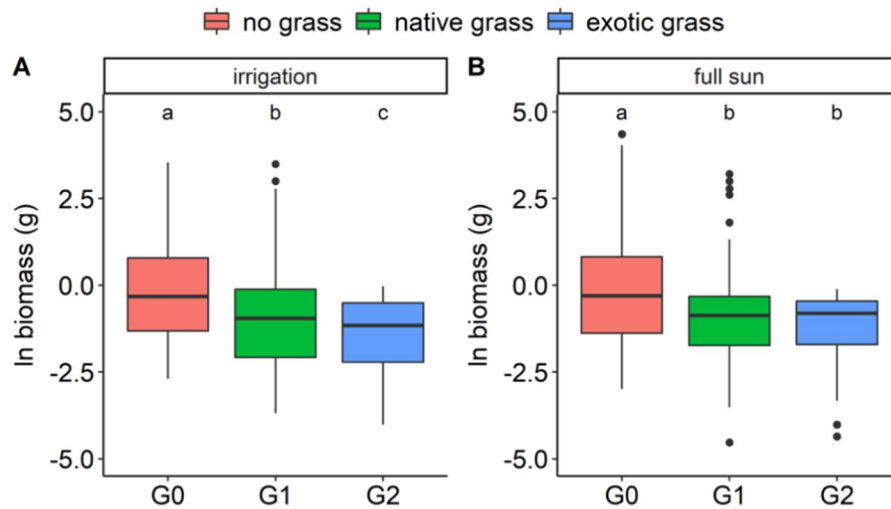 no grass native grass exotic grass
A irrigation
B full sun
a b c
a b b
5.0
2.5
0.0
-2.5
-5.0
ln biomass (g)
G0 G1 G2
5.0
2.5
0.0
-2.5
-5.0
ln biomass (g)
G0 G1 G2